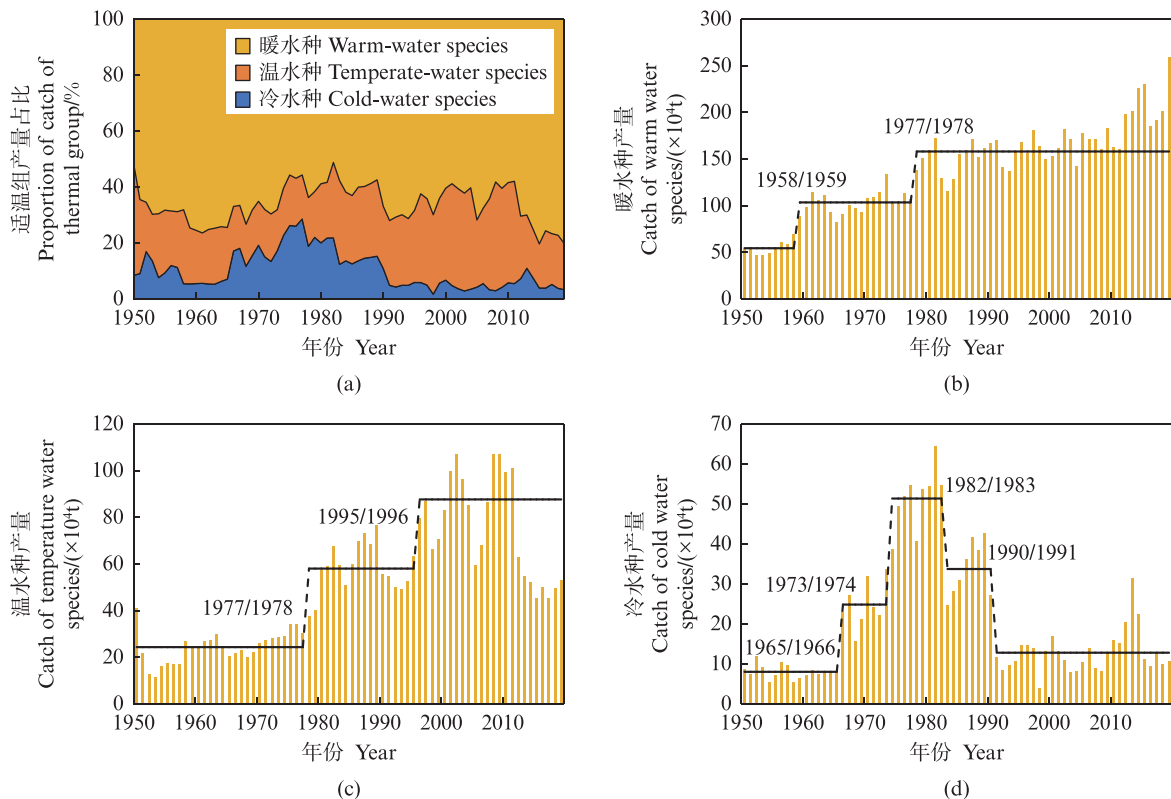 100
80
60
40
20
0
适温组产量占比
Proportion of catch of
thermal group/%
暖水种 Warm-water species
温水种 Temperate-water species
冷水种 Cold-water species
1950 1960 1970 1980 1990 2000 2010
年份 Year
(a)
300
250
200
150
100
50
0
暖水种产量
Catch of warm water
species/(×10⁴t)
1958/1959
1977/1978
1950 1960 1970 1980 1990 2000 2010
年份 Year
(b)
120
100
80
60
40
20
0
温水种产量
Catch of temperature water
species/(×10⁴t)
1977/1978
1995/1996
1950 1960 1970 1980 1990 2000 2010
年份 Year
(c)
70
60
50
40
30
20
10
0
冷水种产量
Catch of cold water
species/(×10⁴t)
1965/1966
1973/1974
1982/1983
1990/1991
1950 1960 1970 1980 1990 2000 2010
年份 Year
(d)